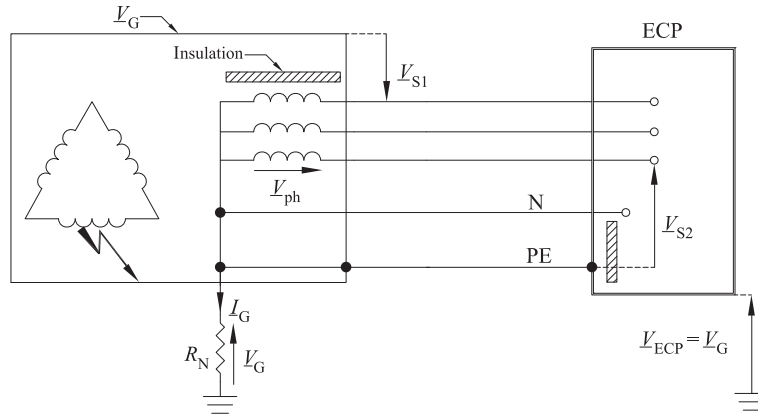 V_G
ECP
Insulation
V_S1
V_ph
N
V_S2
PE
I_G
R_N
V_G
V_ECP = V_G